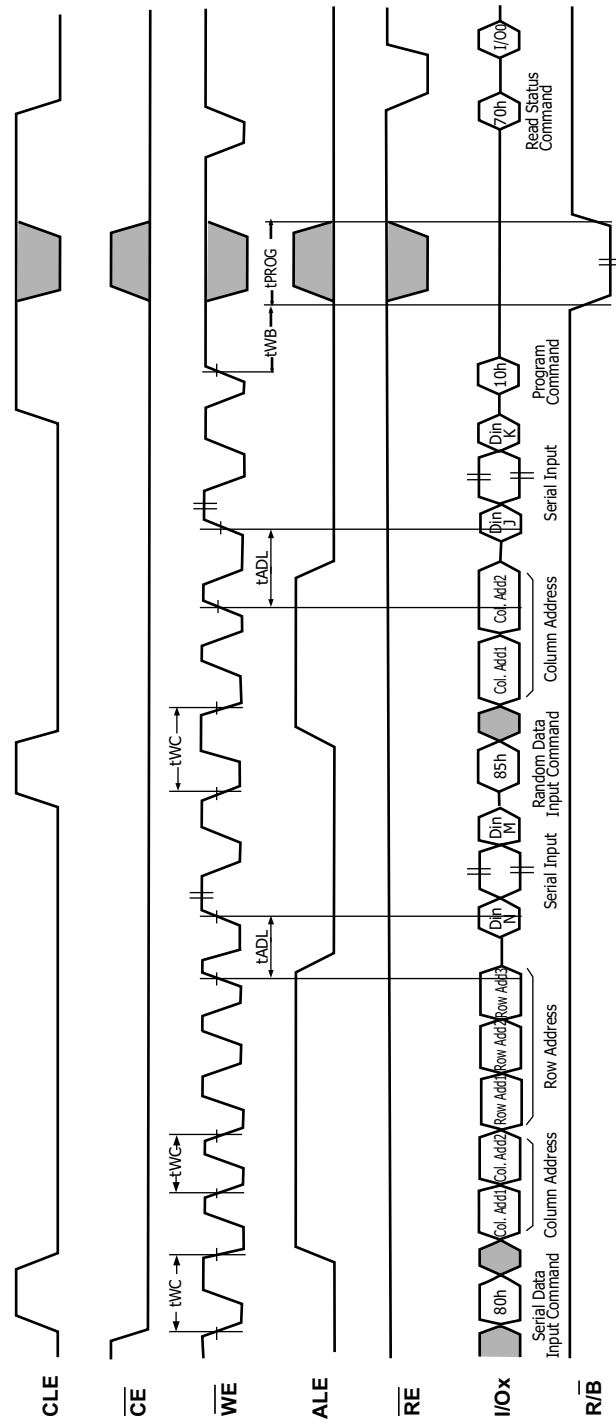 CLE
CE
WE
tWC
tWC
tADL
tWC
tADL
tWB
tPROG
ALE
RE
I/Ox
80h
Col. Add1
Col. Add2
Row Add1
Row Add2
Row Add3
Din
N
Din
M
85h
Col. Add1
Col. Add2
Din
J
Din
K
10h
70h
I/O0
Serial Data
Input Command
Column Address
Row Address
Serial Input
Random Data
Input Command
Column Address
Serial Input
Program
Command
Read Status
Command
R/B